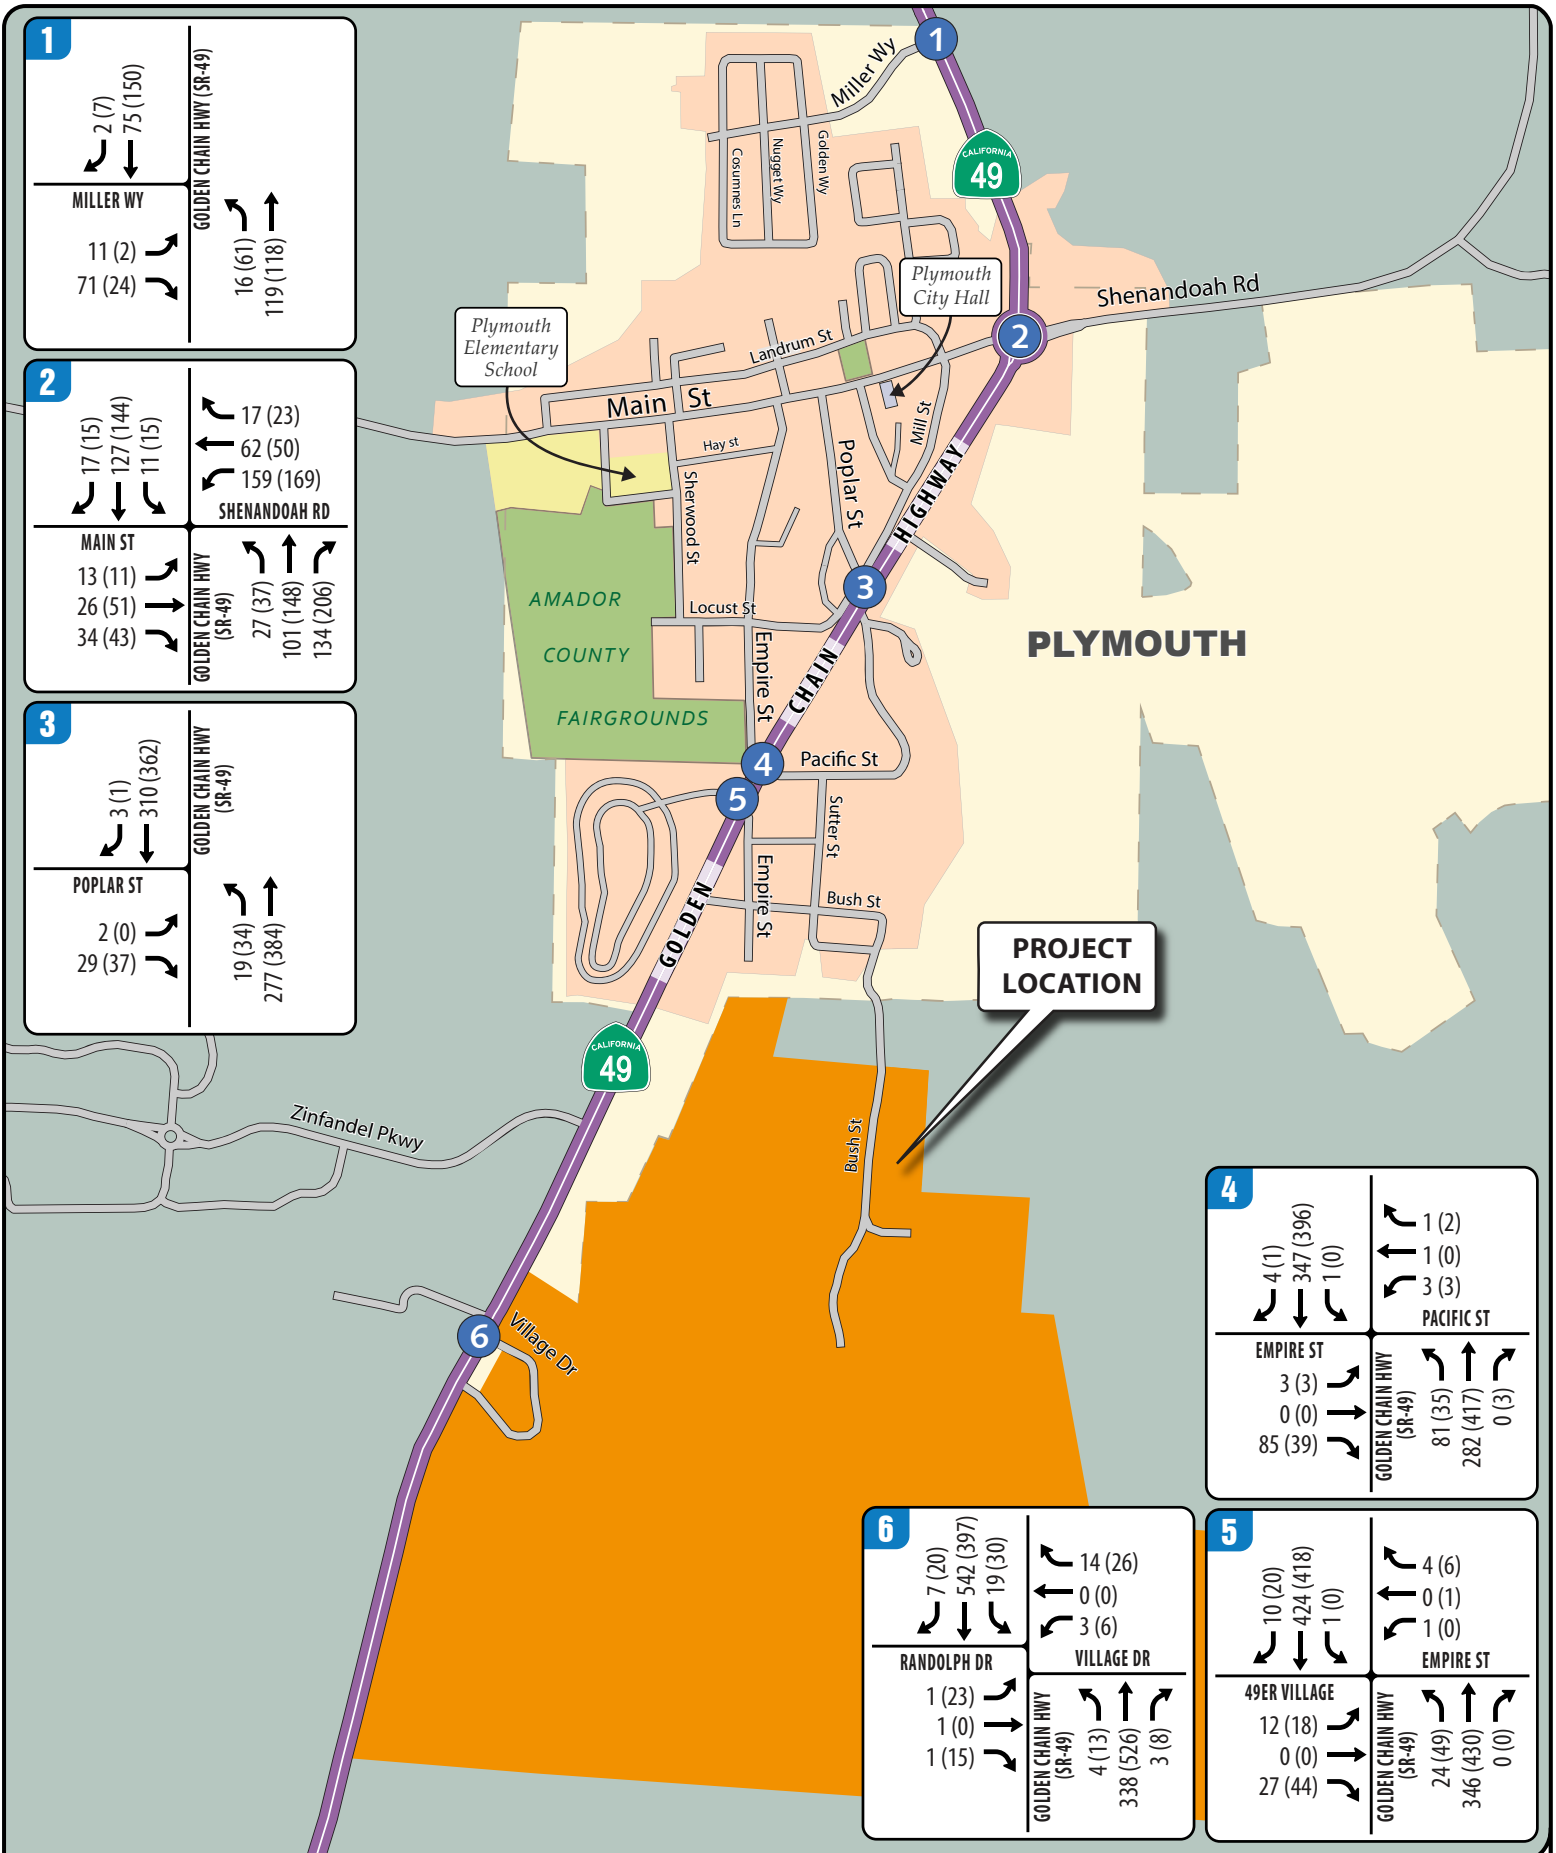 1
2 (7)
75 (150)
GOLDEN CHAIN HWY (SR-49)
MILLER WY
11 (2)
71 (24)
16 (61)
119 (118)
2
17 (15)
127 (144)
11 (15)
17 (23)
62 (50)
159 (169)
SHENANDOAH RD
MAIN ST
13 (11)
26 (51)
34 (43)
GOLDEN CHAIN HWY
(SR-49)
27 (37)
101 (148)
134 (206)
3
3 (1)
310 (362)
GOLDEN CHAIN HWY
(SR-49)
POPLAR ST
2 (0)
29 (37)
19 (34)
277 (384)
1
Miller Wy
Cosumnes Ln
Nugget Wy
Golden Wy
CALIFORNIA
49
Plymouth
City Hall
Shenandoah Rd
2
Plymouth
Elementary
School
Landrum St
Main St
Hay st
Mill St
Poplar St
Sherwood St
HIGHWAY
3
AMADOR
COUNTY
FAIRGROUNDS
Locust St
Empire St
CHAIN
PLYMOUTH
4
Pacific St
5
Sutter St
Empire St
Bush St
GOLDEN
PROJECT
LOCATION
CALIFORNIA
49
Zinfandel Pkwy
Bush St
6
Village Dr
4
4 (1)
347 (396)
1 (0)
1 (2)
1 (0)
3 (3)
PACIFIC ST
EMPIRE ST
3 (3)
0 (0)
85 (39)
GOLDEN CHAIN HWY
(SR-49)
81 (35)
282 (417)
0 (3)
6
7 (20)
542 (397)
19 (30)
14 (26)
0 (0)
3 (6)
VILLAGE DR
RANDOLPH DR
1 (23)
1 (0)
1 (15)
GOLDEN CHAIN HWY
(SR-49)
4 (13)
338 (526)
3 (8)
5
10 (20)
424 (418)
1 (0)
4 (6)
0 (1)
1 (0)
EMPIRE ST
49ER VILLAGE
12 (18)
0 (0)
27 (44)
GOLDEN CHAIN HWY
(SR-49)
24 (49)
346 (430)
0 (0)